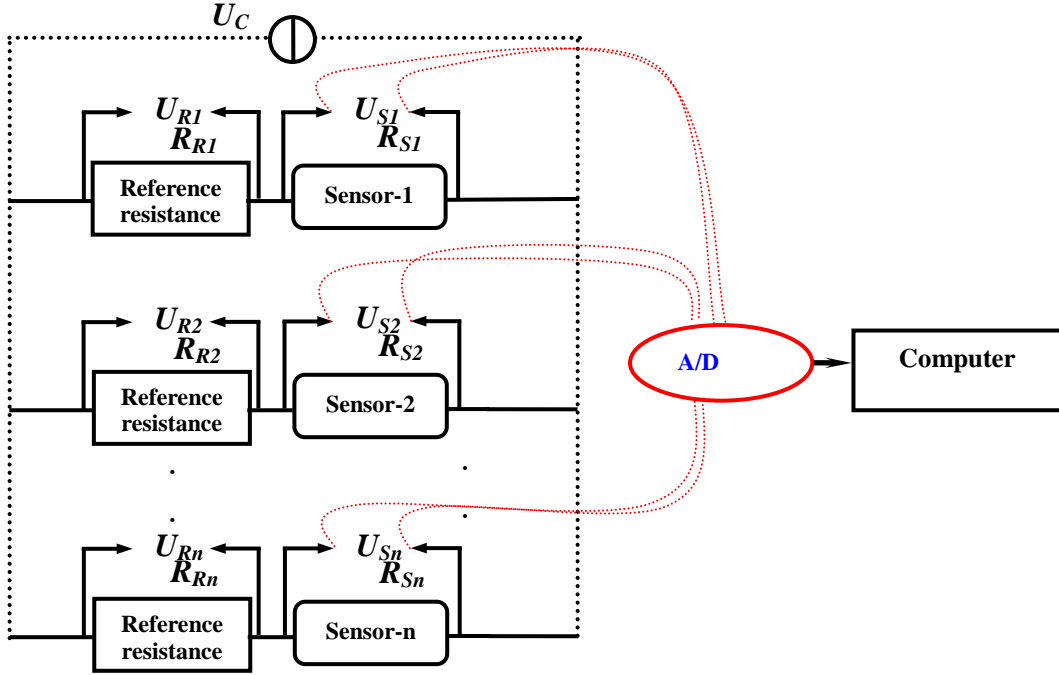 U_C
U_R1 U_S1
R_R1 R_S1
Reference
resistance
Sensor-1
U_R2 U_S2
R_R2 R_S2
Reference
resistance
Sensor-2
A/D
Computer
U_Rn U_Sn
R_Rn R_Sn
Reference
resistance
Sensor-n